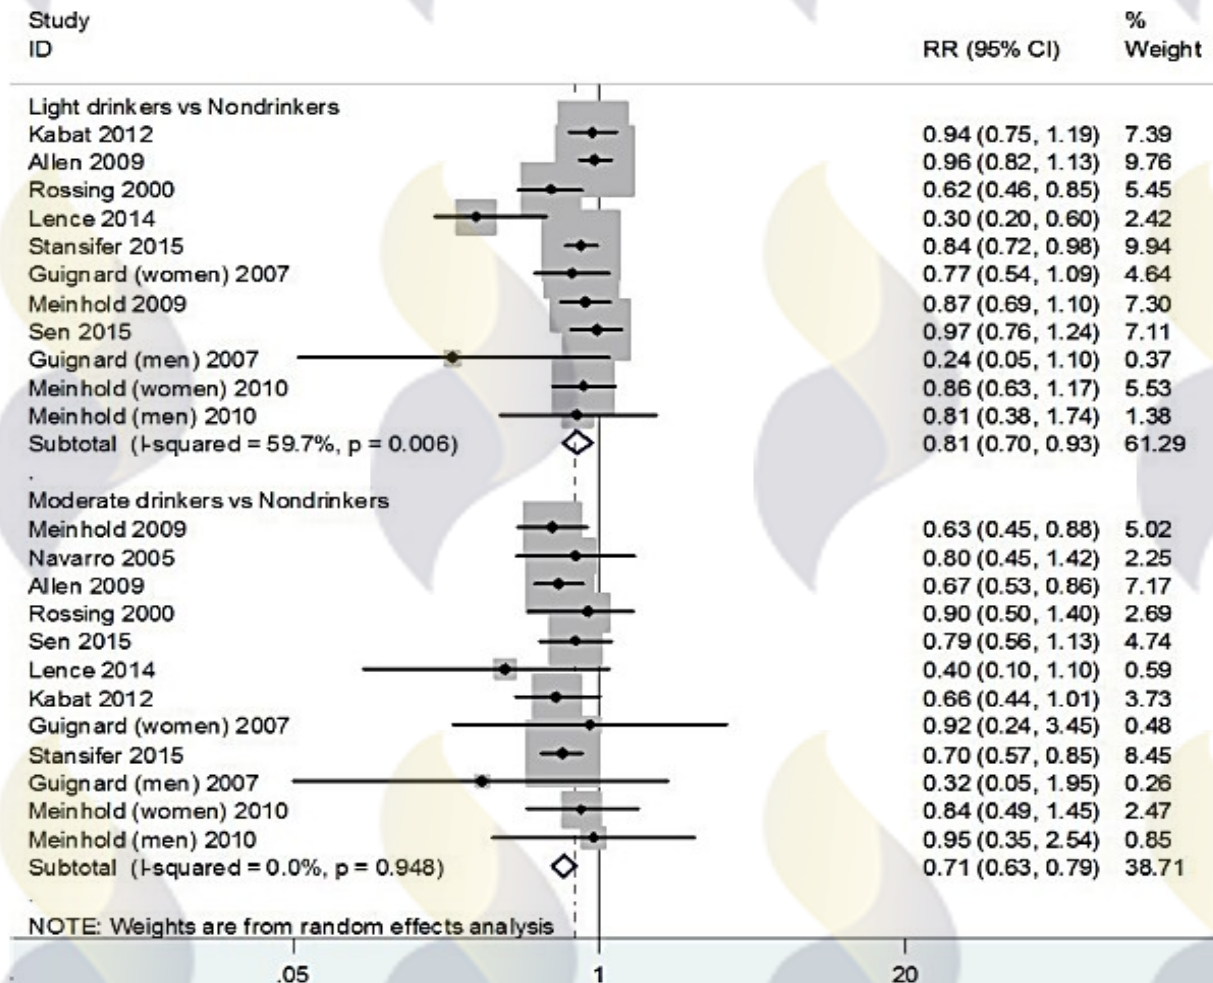 Study % 
ID RR (95% CI) Weight
Light drinkers vs Nondrinkers
Kabat 2012 0.94 (0.75, 1.19) 7.39
Allen 2009 0.96 (0.82, 1.13) 9.76
Rossing 2000 0.62 (0.46, 0.85) 5.45
Lence 2014 0.30 (0.20, 0.60) 2.42
Stansifer 2015 0.84 (0.72, 0.98) 9.94
Guignard (women) 2007 0.77 (0.54, 1.09) 4.64
Meinhold 2009 0.87 (0.69, 1.10) 7.30
Sen 2015 0.97 (0.76, 1.24) 7.11
Guignard (men) 2007 0.24 (0.05, 1.10) 0.37
Meinhold (women) 2010 0.86 (0.63, 1.17) 5.53
Meinhold (men) 2010 0.81 (0.38, 1.74) 1.38
Subtotal (I-squared = 59.7%, p = 0.006) 0.81 (0.70, 0.93) 61.29
.
Moderate drinkers vs Nondrinkers
Meinhold 2009 0.63 (0.45, 0.88) 5.02
Navarro 2005 0.80 (0.45, 1.42) 2.25
Allen 2009 0.67 (0.53, 0.86) 7.17
Rossing 2000 0.90 (0.50, 1.40) 2.69
Sen 2015 0.79 (0.56, 1.13) 4.74
Lence 2014 0.40 (0.10, 1.10) 0.59
Kabat 2012 0.66 (0.44, 1.01) 3.73
Guignard (women) 2007 0.92 (0.24, 3.45) 0.48
Stansifer 2015 0.70 (0.57, 0.85) 8.45
Guignard (men) 2007 0.32 (0.05, 1.95) 0.26
Meinhold (women) 2010 0.84 (0.49, 1.45) 2.47
Meinhold (men) 2010 0.95 (0.35, 2.54) 0.85
Subtotal (I-squared = 0.0%, p = 0.948) 0.71 (0.63, 0.79) 38.71
.
NOTE: Weights are from random effects analysis
.05 1 20